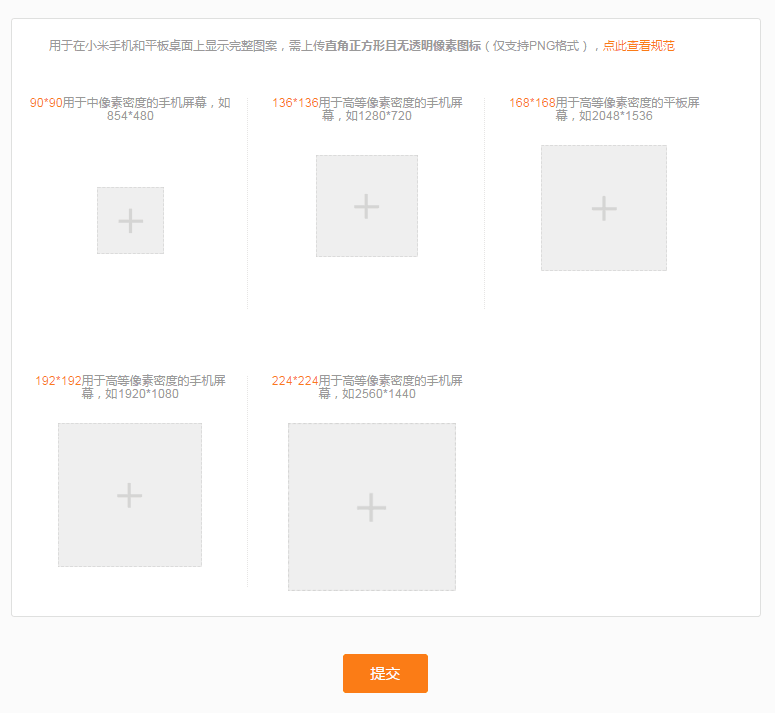 用于在小米手机和平板桌面上显示完整图案，需上传直角正方形且无透明像素图标（仅支持PNG格式），点此查看规范
90*90用于中像素密度的手机屏幕，如
854*480
136*136用于高等像素密度的手机屏
幕，如1280*720
168*168用于高等像素密度的平板屏
幕，如2048*1536
192*192用于高等像素密度的手机屏
幕，如1920*1080
224*224用于高等像素密度的手机屏
幕，如2560*1440
提交